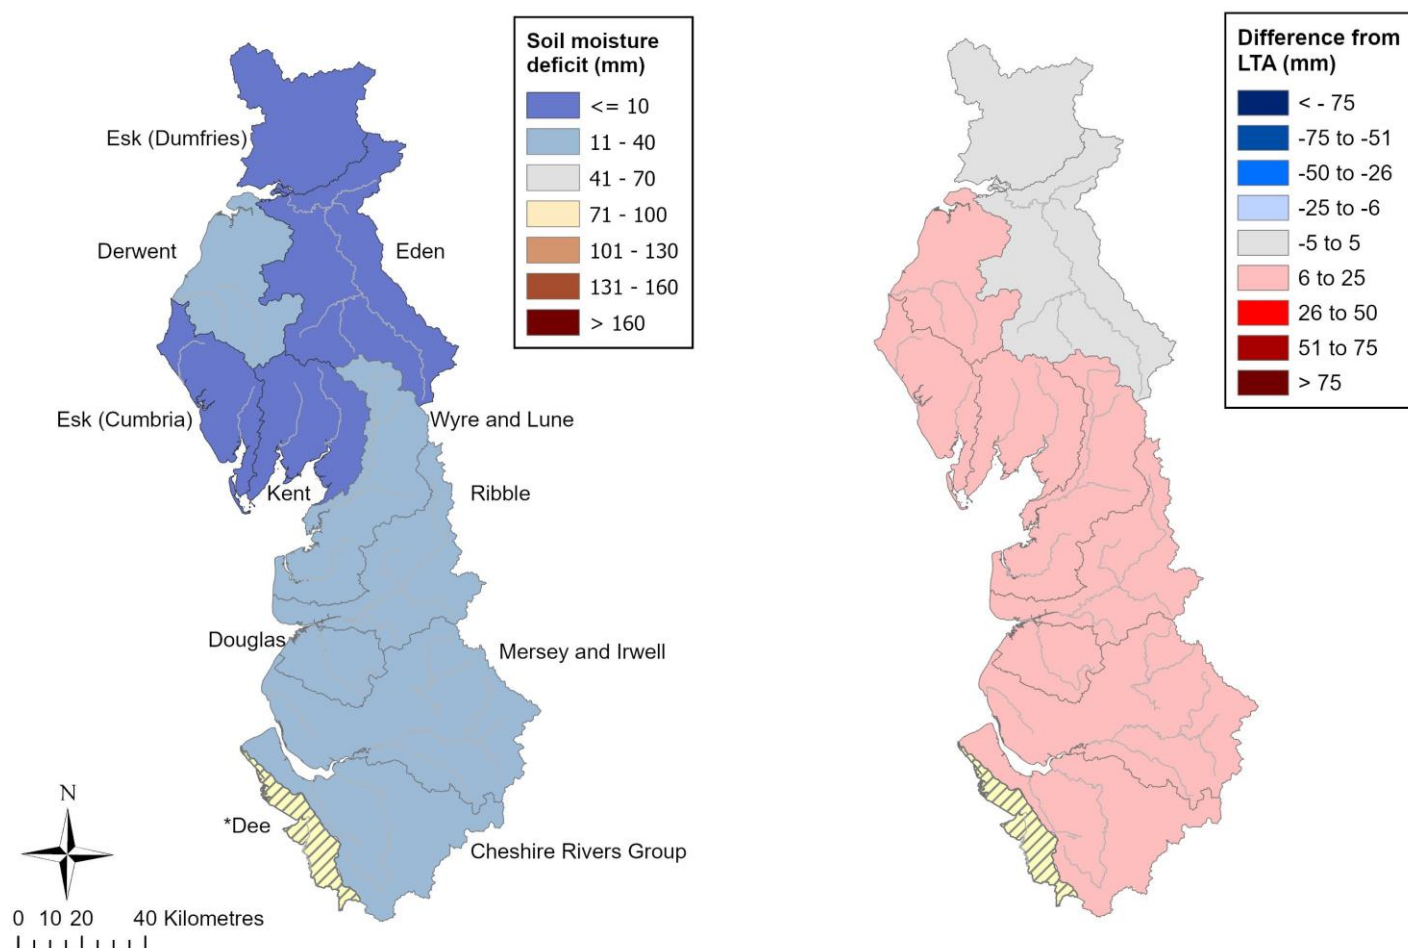 Soil moisture
deficit (mm)
<= 10
11 - 40
41 - 70
71 - 100
101 - 130
131 - 160
> 160
Esk (Dumfries)
Derwent
Eden
Esk (Cumbria)
Wyre and Lune
Kent
Ribble
Douglas
Mersey and Irwell
*Dee
Cheshire Rivers Group
N
0 10 20 40 Kilometres
Difference from
LTA (mm)
< - 75
-75 to -51
-50 to -26
-25 to -6
-5 to 5
6 to 25
26 to 50
51 to 75
> 75